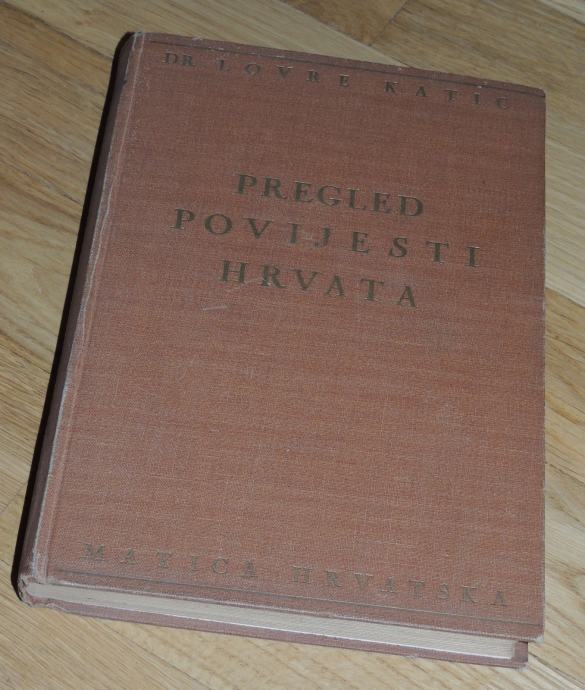 DR. LOVRE KATIĆ
PREGLED
POVIJESTI
HRVATA
MATICA HRVATSKA